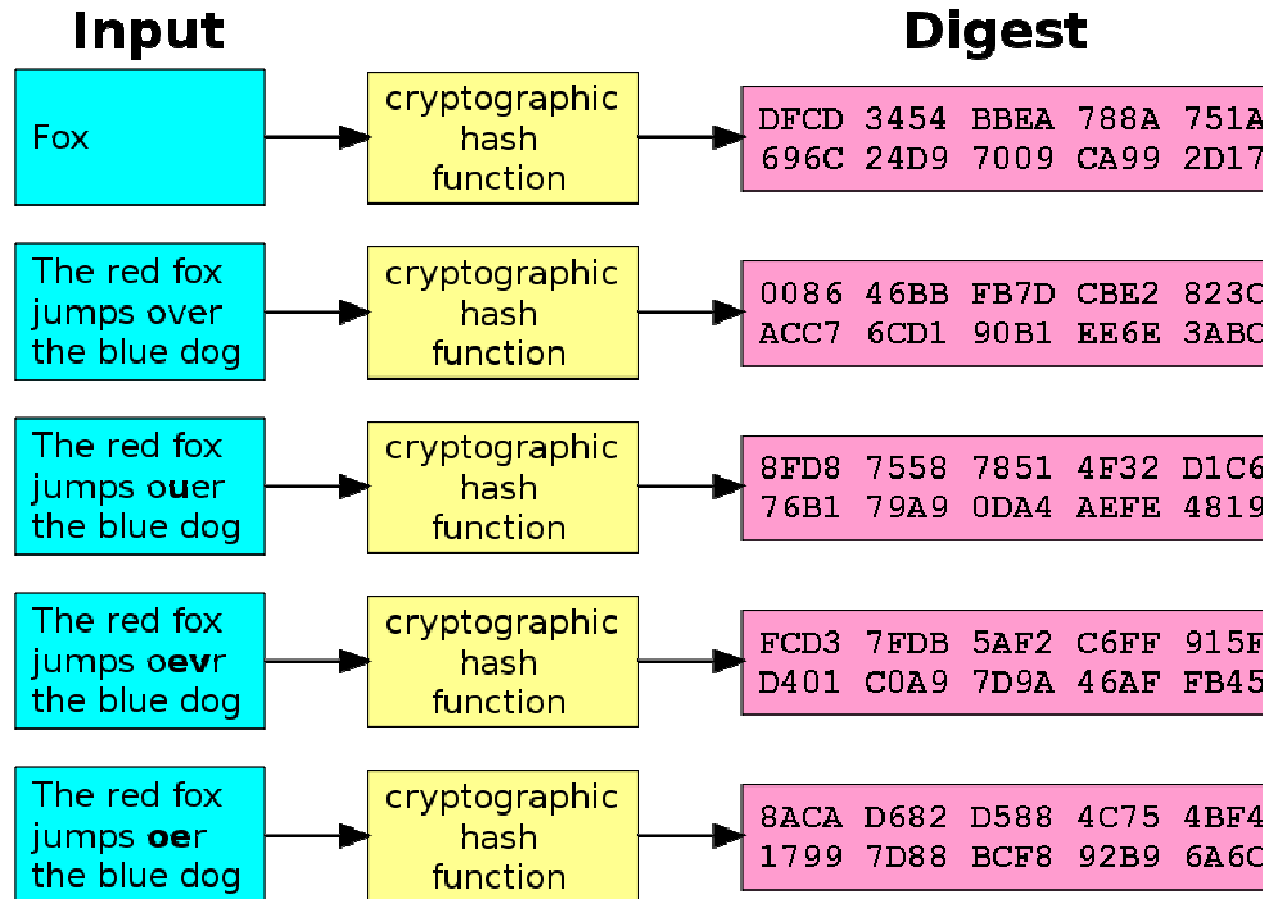 Input
Digest
Fox
cryptographic
hash
function
DFCD 3454 BBEA 788A 751A
696C 24D9 7009 CA99 2D17
The red fox
jumps over
the blue dog
cryptographic
hash
function
0086 46BB FB7D CBE2 823C
ACC7 6CD1 90B1 EE6E 3ABC
The red fox
jumps ouer
the blue dog
cryptographic
hash
function
8FD8 7558 7851 4F32 D1C6
76B1 79A9 0DA4 AEFE 4819
The red fox
jumps oevr
the blue dog
cryptographic
hash
function
FCD3 7FDB 5AF2 C6FF 915F
D401 C0A9 7D9A 46AF FB45
The red fox
jumps oer
the blue dog
cryptographic
hash
function
8ACA D682 D588 4C75 4BF4
1799 7D88 BCF8 92B9 6A6C